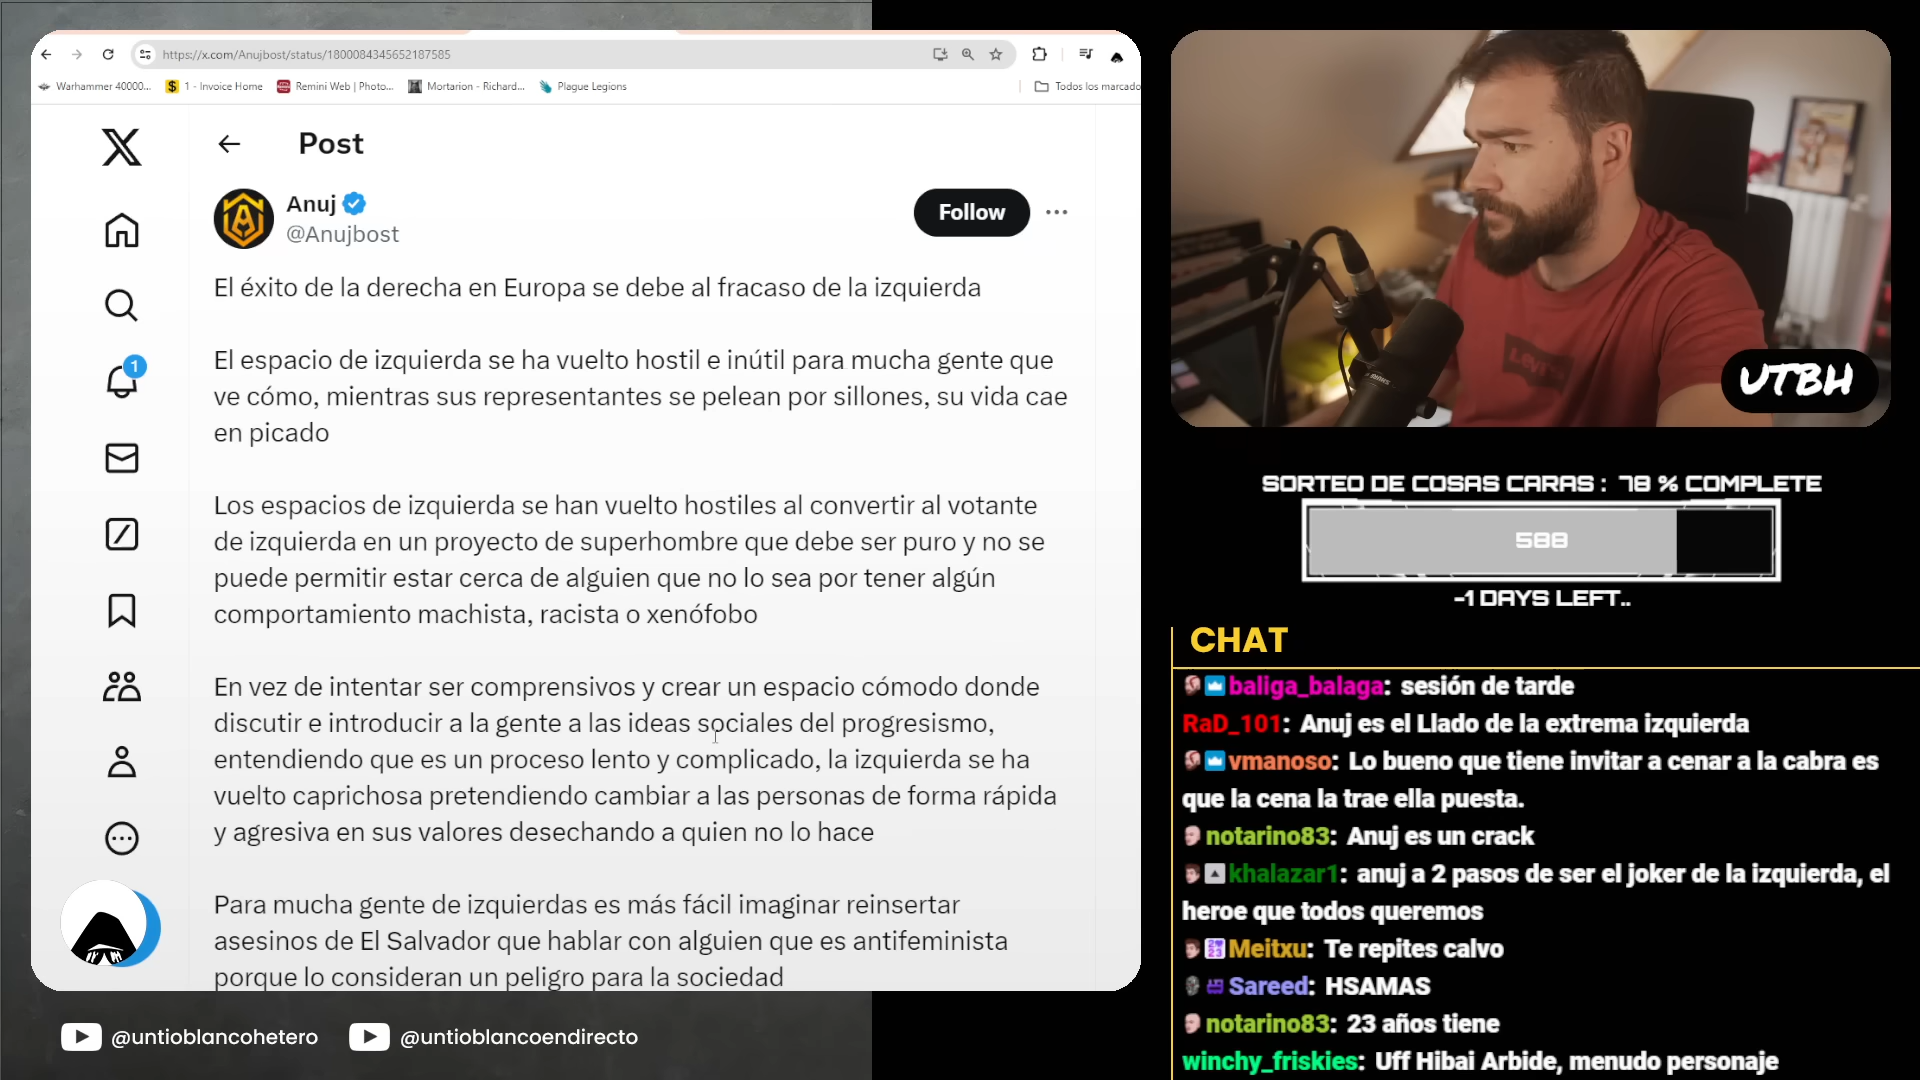 https://x.com/Anujbost/status/1800084345652187585
Warhammer 40000...
1 - Invoice Home
Remini Web | Photo...
Mortarion - Richard...
Plague Legions
Todos los marcado
Post
Anuj
@Anujbost
Follow
1
El éxito de la derecha en Europa se debe al fracaso de la izquierda
El espacio de izquierda se ha vuelto hostil e inútil para mucha gente que
ve cómo, mientras sus representantes se pelean por sillones, su vida cae
en picado
Los espacios de izquierda se han vuelto hostiles al convertir al votante
de izquierda en un proyecto de superhombre que debe ser puro y no se
puede permitir estar cerca de alguien que no lo sea por tener algún
comportamiento machista, racista o xenófobo
En vez de intentar ser comprensivos y crear un espacio cómodo donde
discutir e introducir a la gente a las ideas sociales del progresismo,
entendiendo que es un proceso lento y complicado, la izquierda se ha
vuelto caprichosa pretendiendo cambiar a las personas de forma rápida
y agresiva en sus valores desechando a quien no lo hace
Para mucha gente de izquierdas es más fácil imaginar reinsertar
asesinos de El Salvador que hablar con alguien que es antifeminista
porque lo consideran un peligro para la sociedad
@untioblancohetero
@untioblancoendirecto
UTBH
SORTEO DE COSAS CARAS : 78 % COMPLETE
588
-1 DAYS LEFT..
CHAT
baliga_balaga: sesión de tarde
RaD_101: Anuj es el Llado de la extrema izquierda
vmanoso: Lo bueno que tiene invitar a cenar a la cabra es
que la cena la trae ella puesta.
notarino83: Anuj es un crack
khalazar1: anuj a 2 pasos de ser el joker de la izquierda, el
heroe que todos queremos
Meitxu: Te repites calvo
Sareed: HSAMAS
notarino83: 23 años tiene
winchy_friskies: Uff Hibai Arbide, menudo personaje